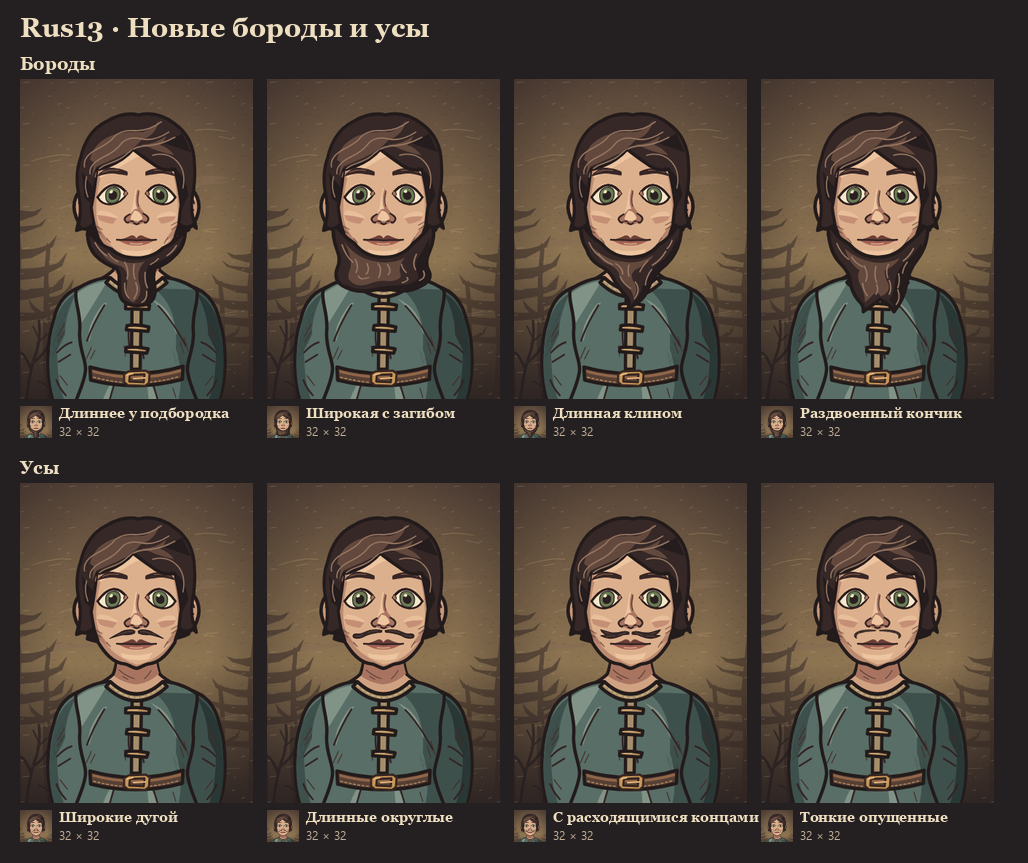 Rus13 · Новые бороды и усы
Бороды
Длиннее у подбородка
32 × 32
Широкая с загибом
32 × 32
Длинная клином
32 × 32
Раздвоенный кончик
32 × 32
Усы
Широкие дугой
32 × 32
Длинные округлые
32 × 32
С расходящимися концами
32 × 32
Тонкие опущенные
32 × 32